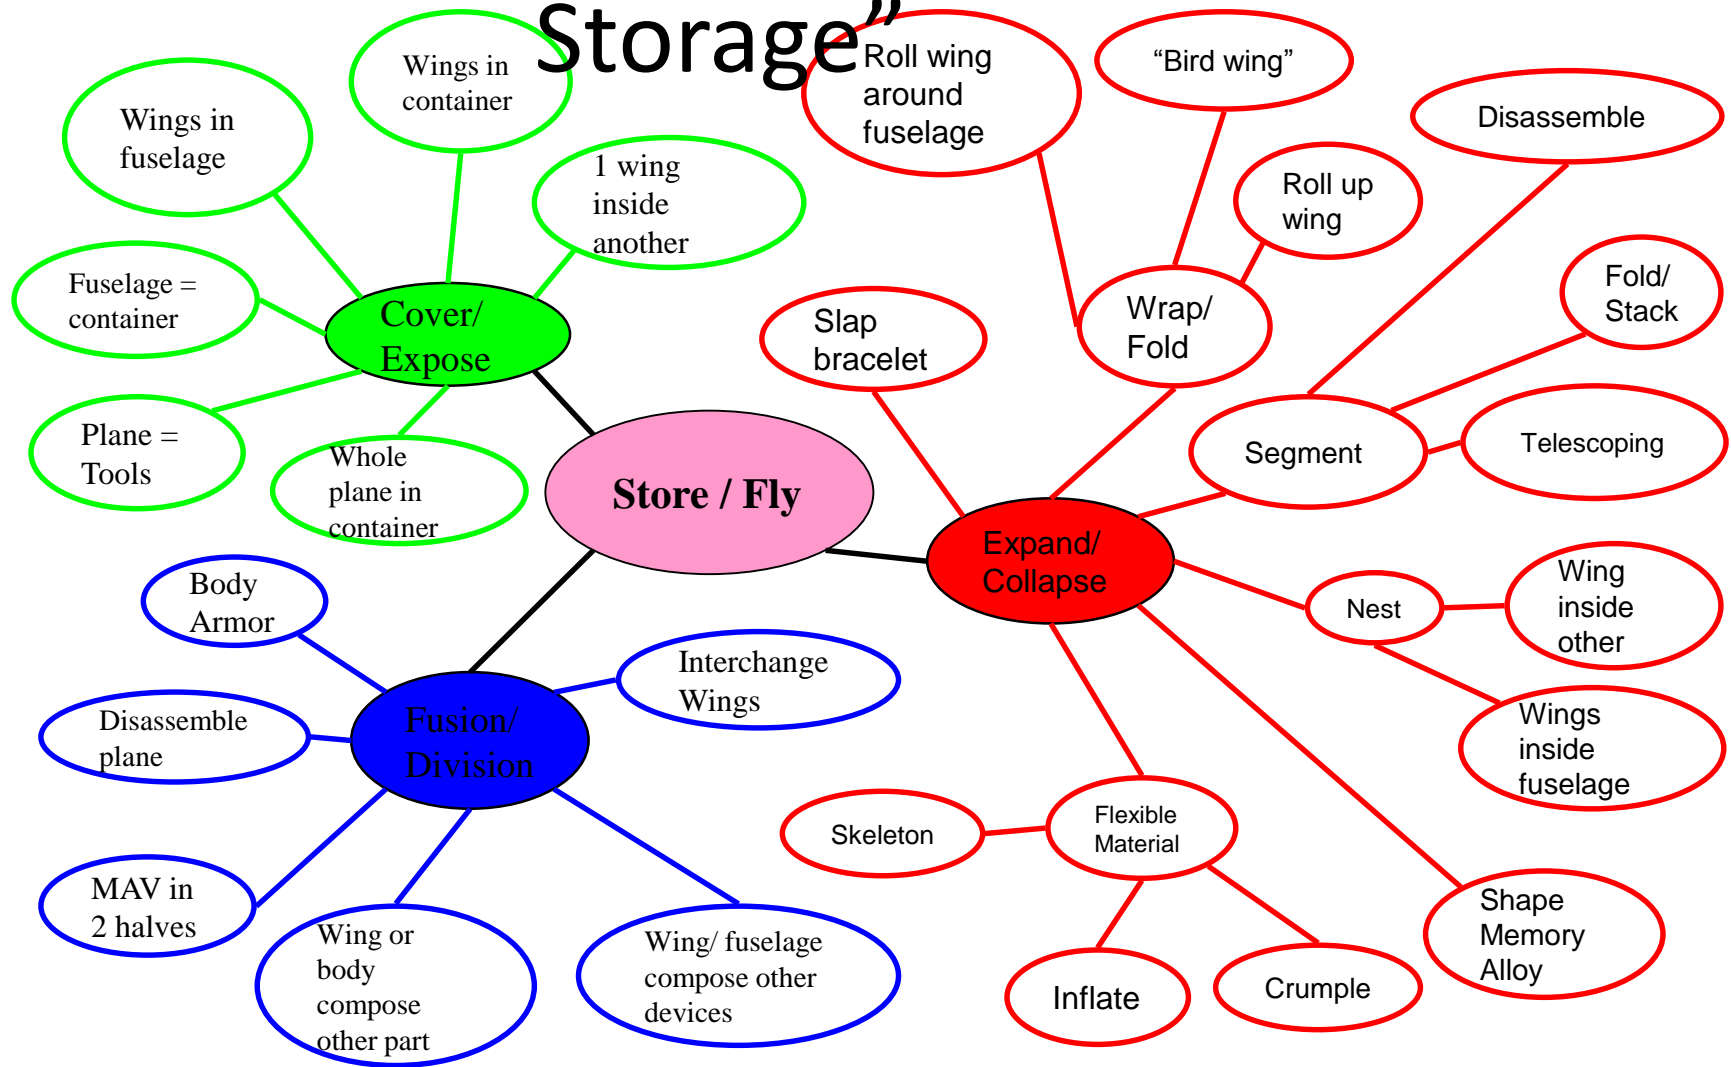 Storage”
Wings in
fuselage
Wings in
container
1 wing
inside
another
Fuselage =
container
Cover/
Expose
Plane =
Tools
Whole
plane in
container
Roll wing
around
fuselage
“Bird wing”
Disassemble
Roll up
wing
Fold/
Stack
Wrap/
Fold
Slap
bracelet
Segment
Telescoping
Store / Fly
Expand/
Collapse
Nest
Wing
inside
other
Wings
inside
fuselage
Body
Armor
Interchange
Wings
Disassemble
plane
Fusion/
Division
MAV in
2 halves
Wing or
body
compose
other part
Wing/ fuselage
compose other
devices
Skeleton
Flexible
Material
Inflate
Crumple
Shape
Memory
Alloy